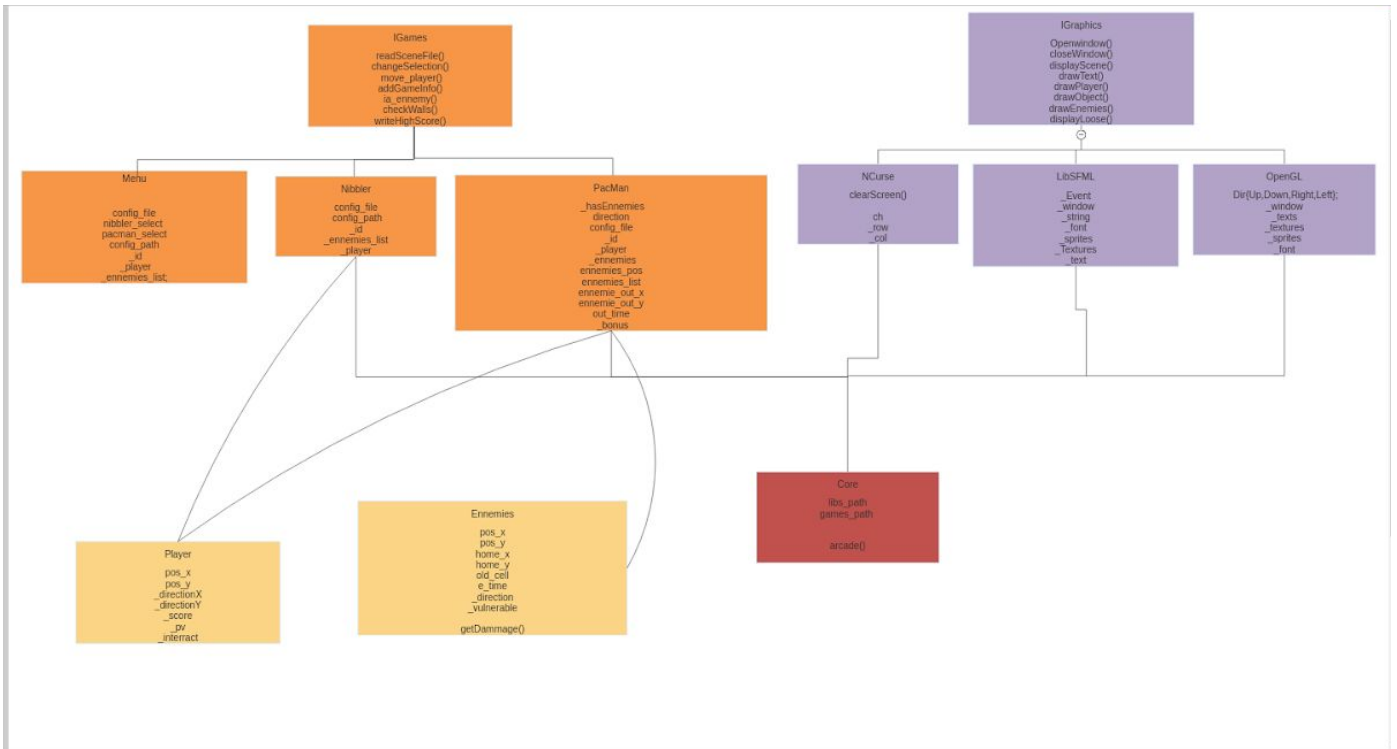 IGames
readSceneFile()
changeSelection()
move_player()
addGameInfo()
ia_ennemy()
checkWalls()
writeHighScore()
IGraphics
Openwindow()
closeWindow()
displayScene()
drawText()
drawPlayer()
drawObject()
drawEnemies()
displayLoose()
Menu
config_file
nibbler_select
pacman_select
config_path
_id
_player
_ennemies_list;
Nibbler
config_file
config_path
_id
_ennemies_list
_player
PacMan
_hasEnnemies
direction
config_file
_id
_player
_ennemies
ennemies_pos
ennemies_list
ennemie_out_x
ennemie_out_y
out_time
_bonus
NCurse
clearScreen()
ch
_row
_col
LibSFML
_Event
_window
_string
_font
_sprites
_Textures
_text
OpenGL
Dir{Up,Down,Right,Left};
_window
_texts
_textures
_sprites
_font
Player
pos_x
pos_y
_directionX
_directionY
_score
_pv
_interract
Ennemies
pos_x
pos_y
home_x
home_y
old_cell
e_time
_direction
_vulnerable
getDammage()
Core
libs_path
games_path
arcade()